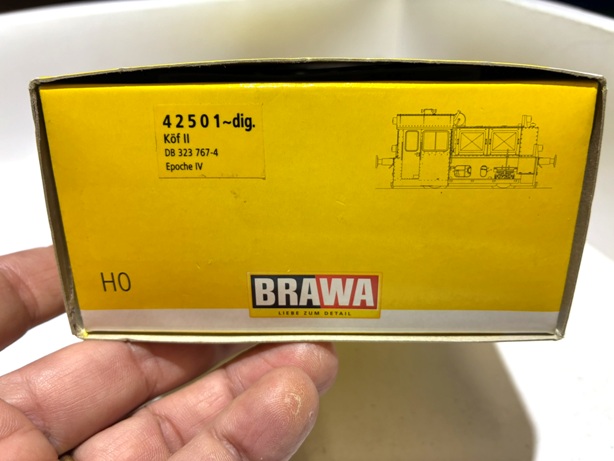 42501~dig.
Köf II
DB 323 767-4
Epoche IV
H0
BRAWA
LIEBE ZUM DETAIL